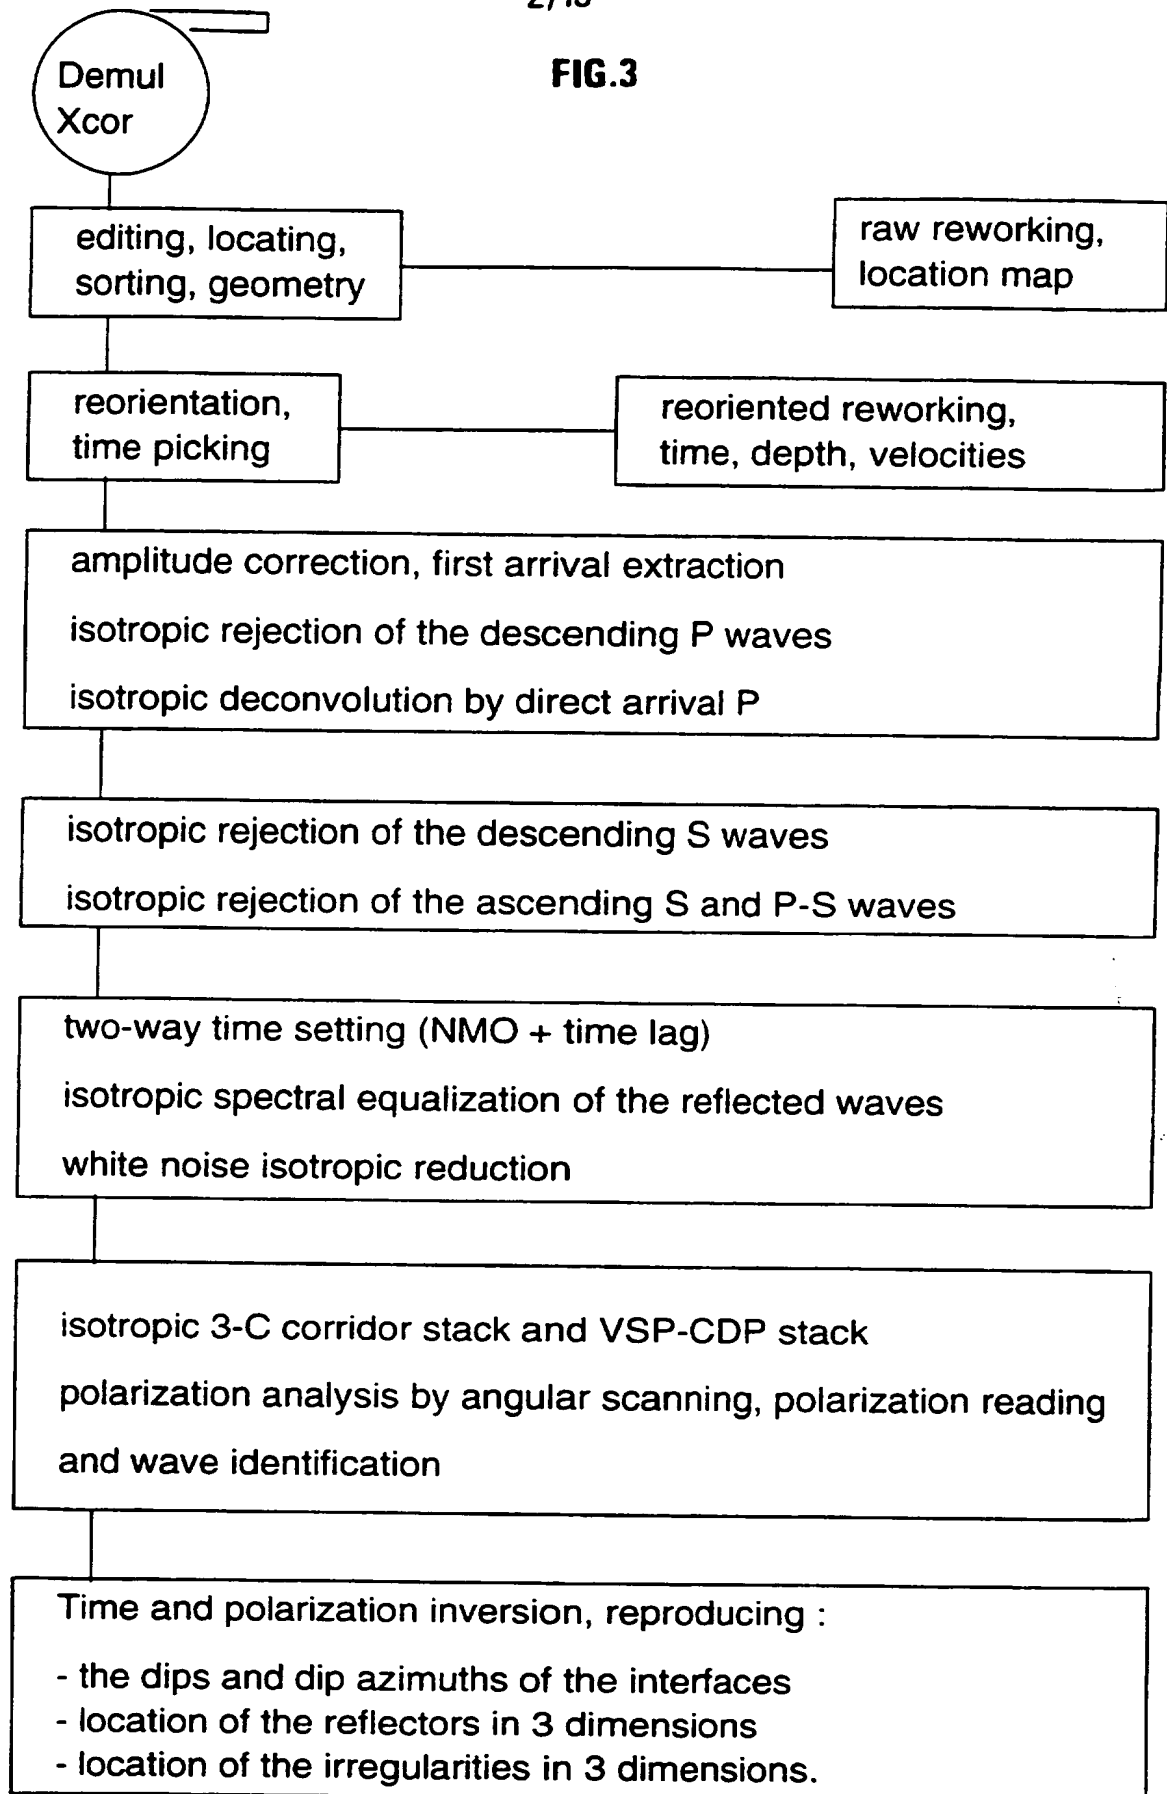 FIG.3
Demul
Xcor
editing, locating,
sorting, geometry
raw reworking,
location map
reorientation,
time picking
reoriented reworking,
time, depth, velocities
amplitude correction, first arrival extraction
isotropic rejection of the descending P waves
isotropic deconvolution by direct arrival P
isotropic rejection of the descending S waves
isotropic rejection of the ascending S and P-S waves
two-way time setting (NMO + time lag)
isotropic spectral equalization of the reflected waves
white noise isotropic reduction
isotropic 3-C corridor stack and VSP-CDP stack
polarization analysis by angular scanning, polarization reading
and wave identification
Time and polarization inversion, reproducing :
- the dips and dip azimuths of the interfaces
- location of the reflectors in 3 dimensions
- location of the irregularities in 3 dimensions.